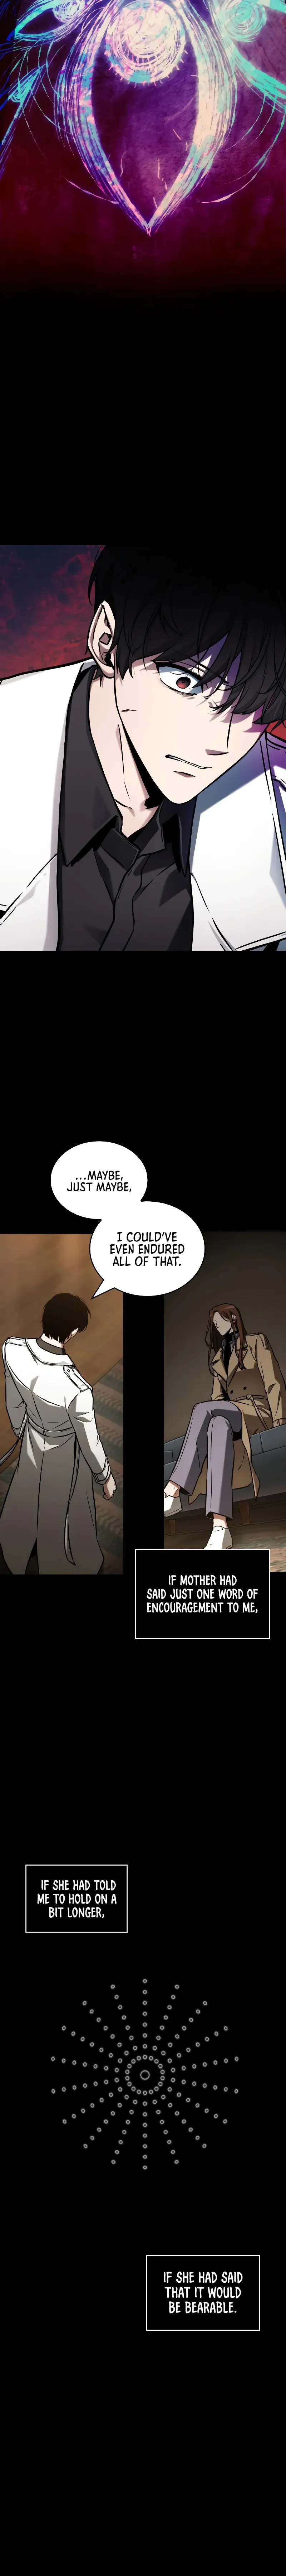 ...MAYBE,
JUST MAYBE,
I COULD'VE
EVEN ENDURED
ALL OF THAT.
IF MOTHER HAD
SAID JUST ONE WORD OF
ENCOURAGEMENT TO ME,
IF SHE HAD TOLD
ME TO HOLD ON A
BIT LONGER,
IF SHE HAD SAID
THAT IT WOULD
BE BEARABLE.